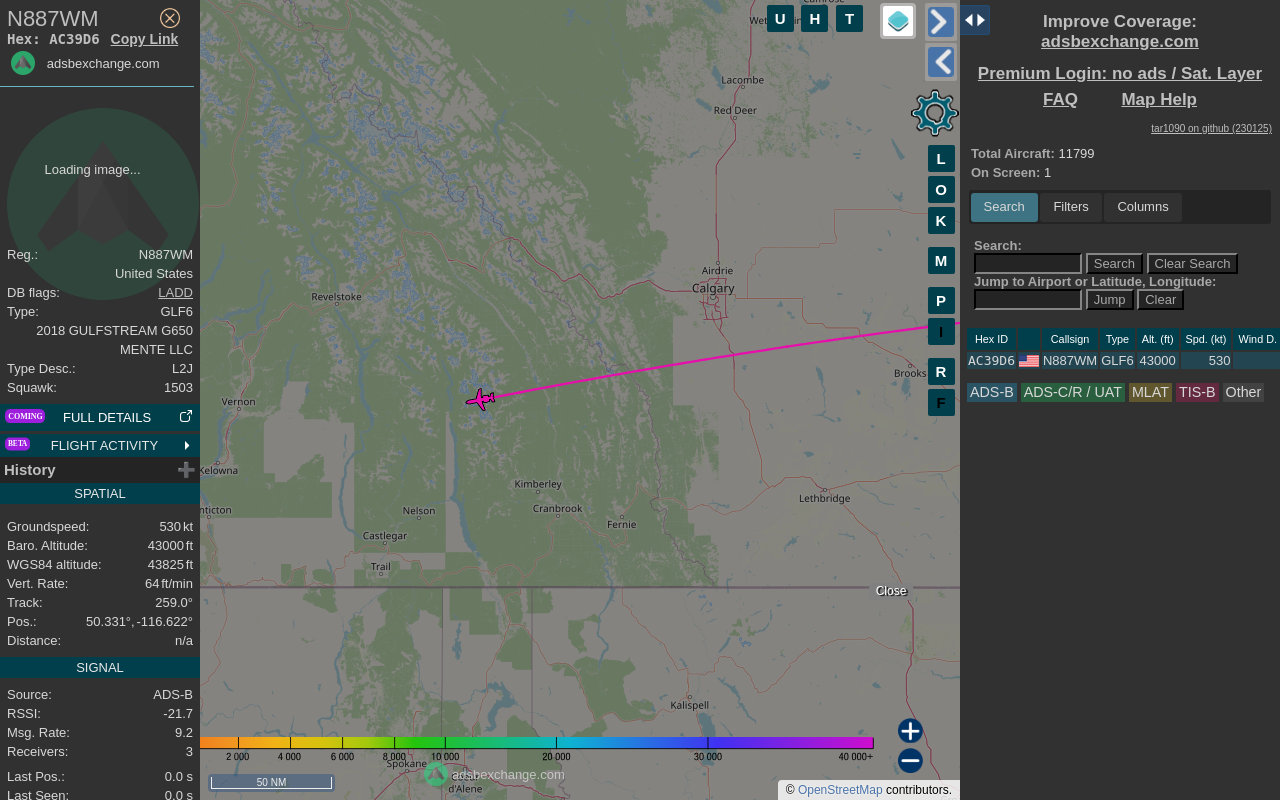 N887WM
Hex: AC39D6 Copy Link
adsbexchange.com
Loading image...
Reg.: N887WM
United States
DB flags: LADD
Type: GLF6
2018 GULFSTREAM G650
MENTE LLC
Type Desc.: L2J
Squawk: 1503
COMING FULL DETAILS
BETA FLIGHT ACTIVITY
History
SPATIAL
Groundspeed: 530 kt
Baro. Altitude: 43000 ft
WGS84 altitude: 43825 ft
Vert. Rate: 64 ft/min
Track: 259.0°
Pos.: 50.331°, -116.622°
Distance: n/a
SIGNAL
Source: ADS-B
RSSI: -21.7
Msg. Rate: 9.2
Receivers: 3
Last Pos.: 0.0 s
Last Seen: 0.0 s
U H T
Lacombe
Red Deer
Airdrie
Calgary
Revelstoke
Brooks
Vernon
Kelowna
Kimberley
Cranbrook
Lethbridge
nticton
Nelson
Fernie
Castlegar
Trail
Close
Kalispell
Spokane
d'Alene
L
O
K
M
P
I
R
F
2 000 4 000 6 000 8 000 10 000 20 000 30 000 40 000+
adsbexchange.com
50 NM
© OpenStreetMap contributors.
Improve Coverage:
adsbexchange.com
Premium Login: no ads / Sat. Layer
FAQ Map Help
tar1090 on github (230125)
Total Aircraft: 11799
On Screen: 1
Search Filters Columns
Search:
Search Clear Search
Jump to Airport or Latitude, Longitude:
Jump Clear
Hex ID Callsign Type Alt. (ft) Spd. (kt) Wind D.
AC39D6 N887WM GLF6 43000 530
ADS-B ADS-C/R / UAT MLAT TIS-B Other